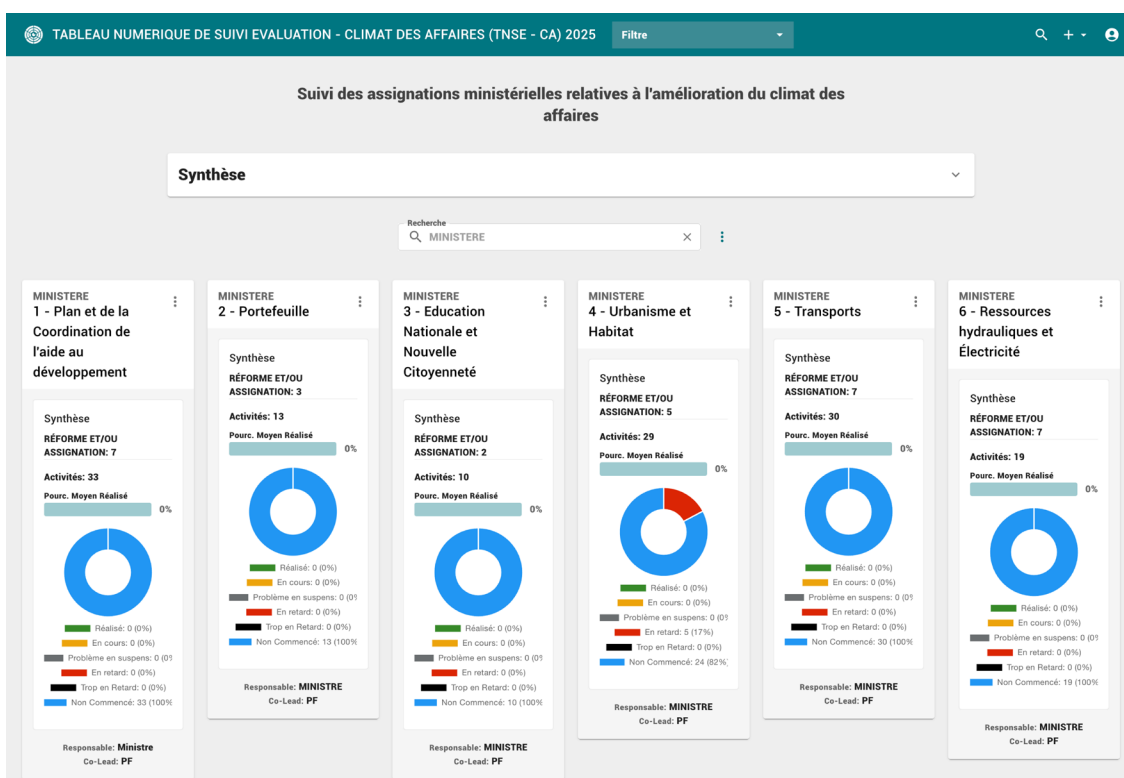 TABLEAU NUMERIQUE DE SUIVI EVALUATION - CLIMAT DES AFFAIRES (TNSE - CA) 2025
Filtre
Suivi des assignations ministérielles relatives à l'amélioration du climat des
affaires
Synthèse
Recherche
MINISTERE
MINISTERE
1 - Plan et de la
Coordination de
l'aide au
développement
Synthèse
RÉFORME ET/OU
ASSIGNATION: 7
Activités: 33
Pourc. Moyen Réalisé
0%
Réalisé: 0 (0%)
En cours: 0 (0%)
Problème en suspens: 0 (0%
En retard: 0 (0%)
Trop en Retard: 0 (0%)
Non Commencé: 33 (100%
Responsable: Ministre
Co-Lead: PF
MINISTERE
2 - Portefeuille
Synthèse
RÉFORME ET/OU
ASSIGNATION: 3
Activités: 13
Pourc. Moyen Réalisé
0%
Réalisé: 0 (0%)
En cours: 0 (0%)
Problème en suspens: 0 (0%
En retard: 0 (0%)
Trop en Retard: 0 (0%)
Non Commencé: 13 (100%
Responsable: MINISTRE
Co-Lead: PF
MINISTERE
3 - Education
Nationale et
Nouvelle
Citoyenneté
Synthèse
RÉFORME ET/OU
ASSIGNATION: 2
Activités: 10
Pourc. Moyen Réalisé
0%
Réalisé: 0 (0%)
En cours: 0 (0%)
Problème en suspens: 0 (0%
En retard: 0 (0%)
Trop en Retard: 0 (0%)
Non Commencé: 10 (100%
Responsable: MINISTRE
Co-Lead: PF
MINISTERE
4 - Urbanisme et
Habitat
Synthèse
RÉFORME ET/OU
ASSIGNATION: 5
Activités: 29
Pourc. Moyen Réalisé
0%
Réalisé: 0 (0%)
En cours: 0 (0%)
Problème en suspens: 0 (0%
En retard: 5 (17%)
Trop en Retard: 0 (0%)
Non Commencé: 24 (82%)
Responsable: MINISTRE
Co-Lead: PF
MINISTERE
5 - Transports
Synthèse
RÉFORME ET/OU
ASSIGNATION: 7
Activités: 30
Pourc. Moyen Réalisé
0%
Réalisé: 0 (0%)
En cours: 0 (0%)
Problème en suspens: 0 (0%
En retard: 0 (0%)
Trop en Retard: 0 (0%)
Non Commencé: 30 (100%
Responsable: MINISTRE
Co-Lead: PF
MINISTERE
6 - Ressources
hydrauliques et
Électricité
Synthèse
RÉFORME ET/OU
ASSIGNATION: 7
Activités: 19
Pourc. Moyen Réalisé
0%
Réalisé: 0 (0%)
En cours: 0 (0%)
Problème en suspens: 0 (0%
En retard: 0 (0%)
Trop en Retard: 0 (0%)
Non Commencé: 19 (100%
Responsable: MINISTRE
Co-Lead: PF